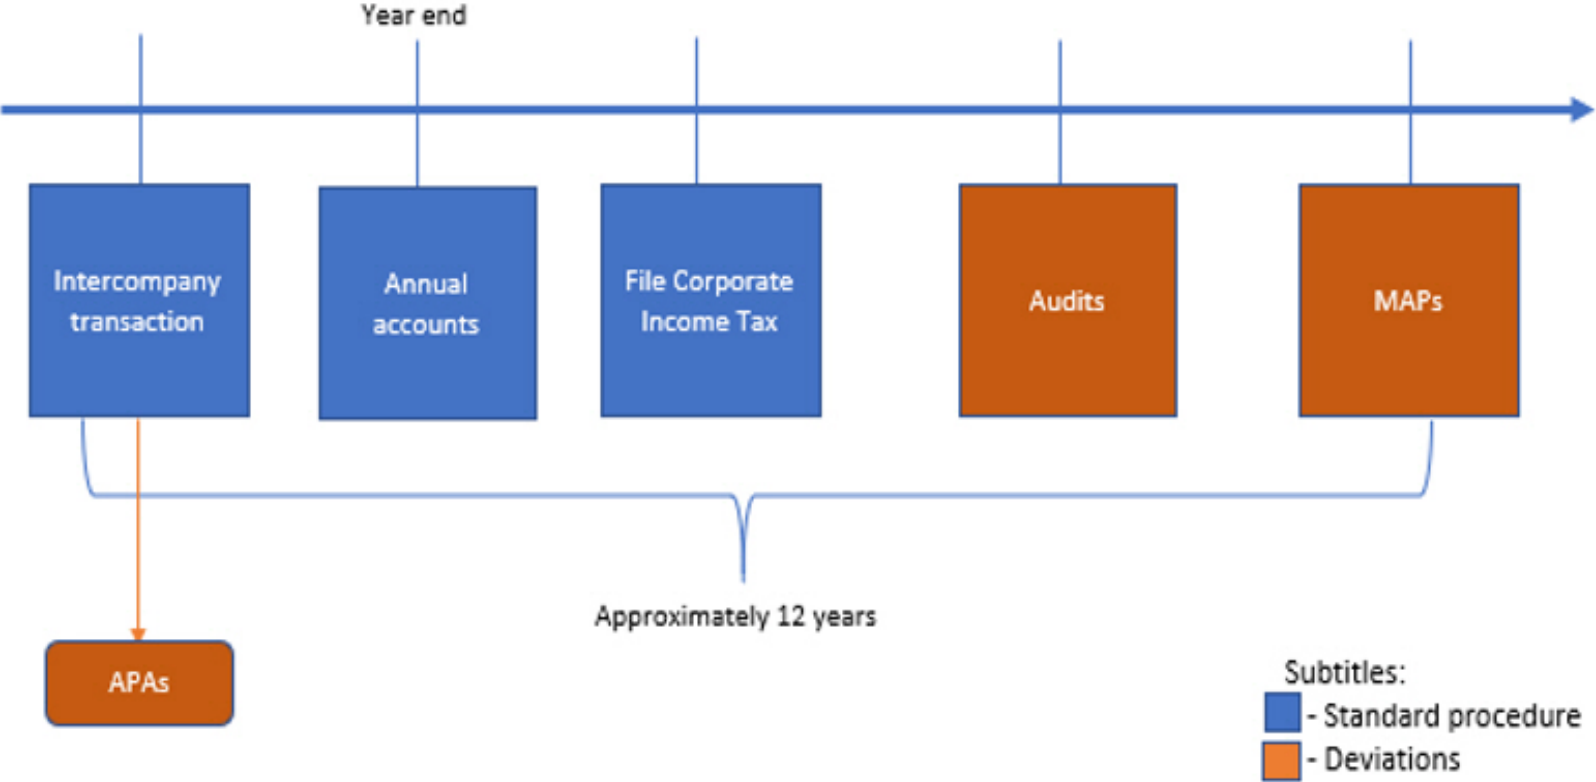 Year end
Intercompany
transaction
Annual
accounts
File Corporate
Income Tax
Audits
MAPs
Approximately 12 years
APAs
Subtitles:
- Standard procedure
- Deviations